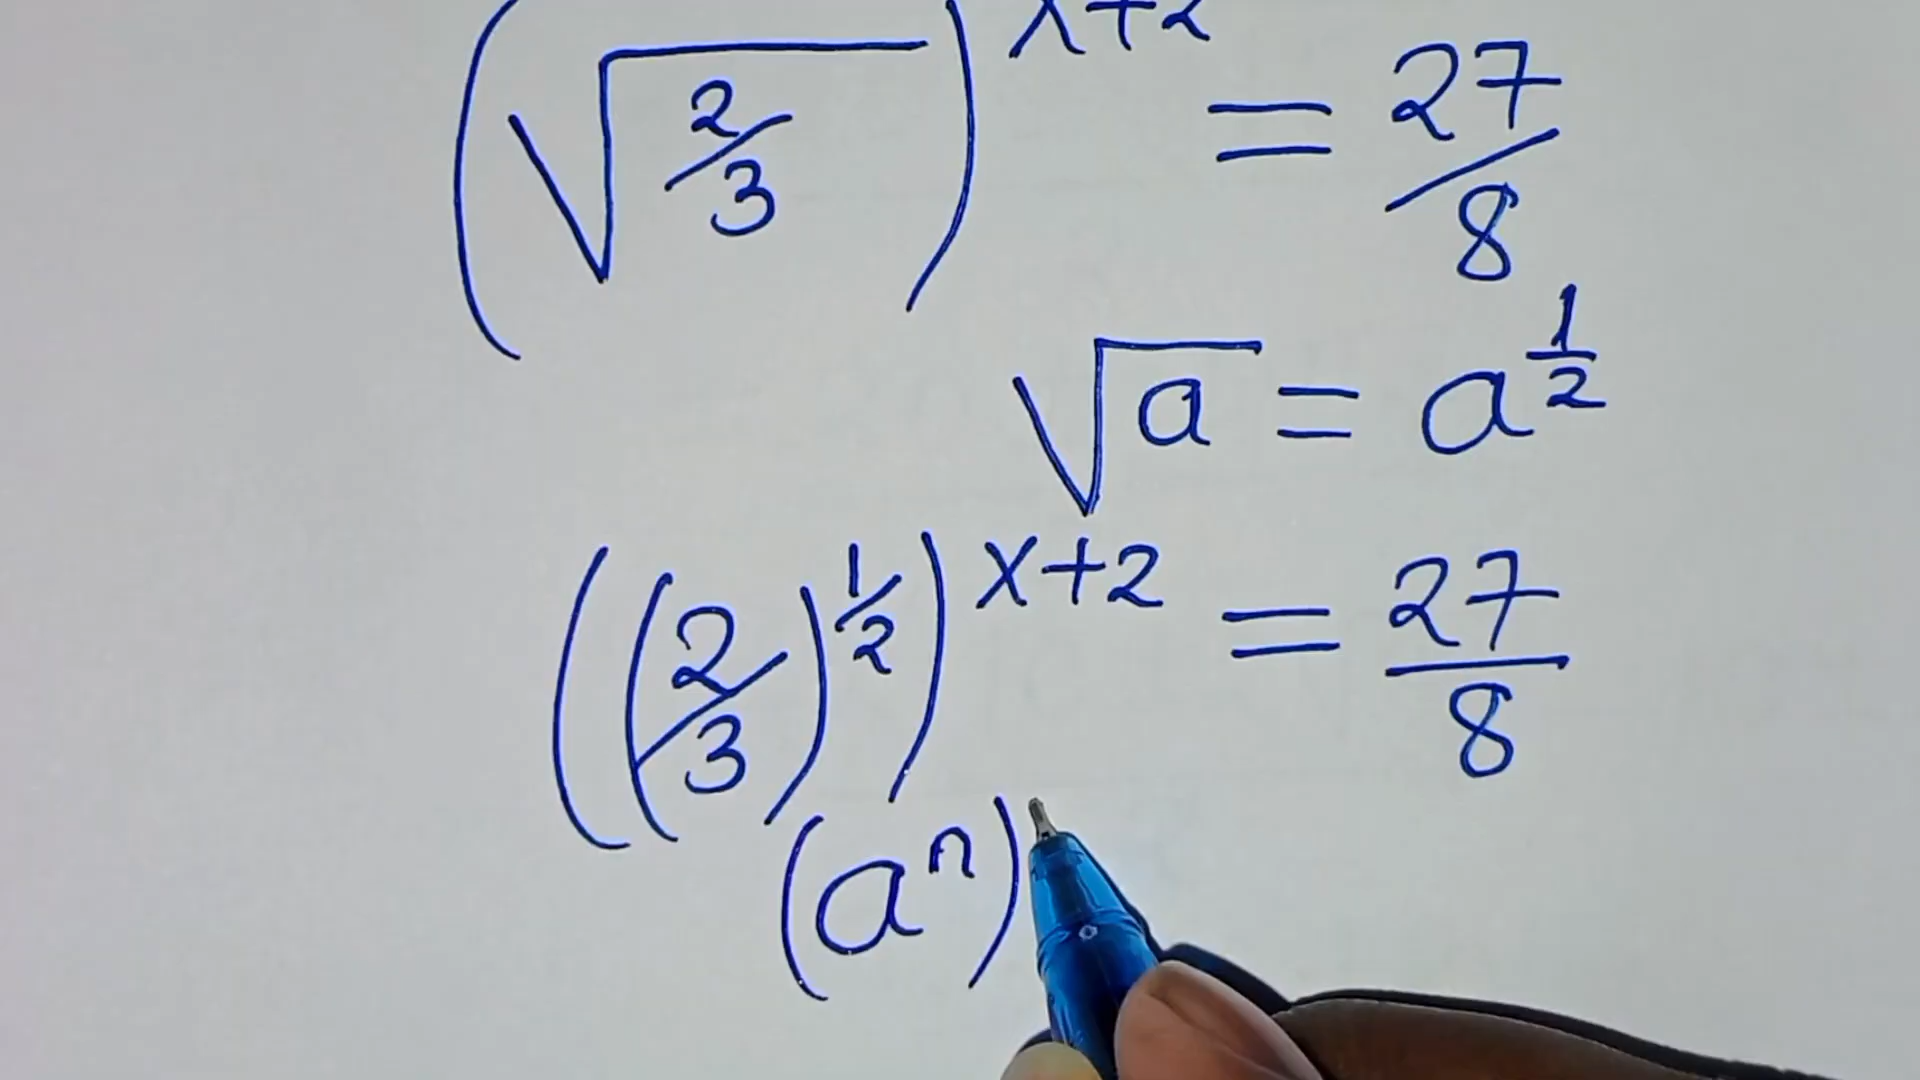 (√(2/3))^(x+2) = 27/8
√a = a^(1/2)
((2/3)^(1/2))^(x+2) = 27/8
(a^n)